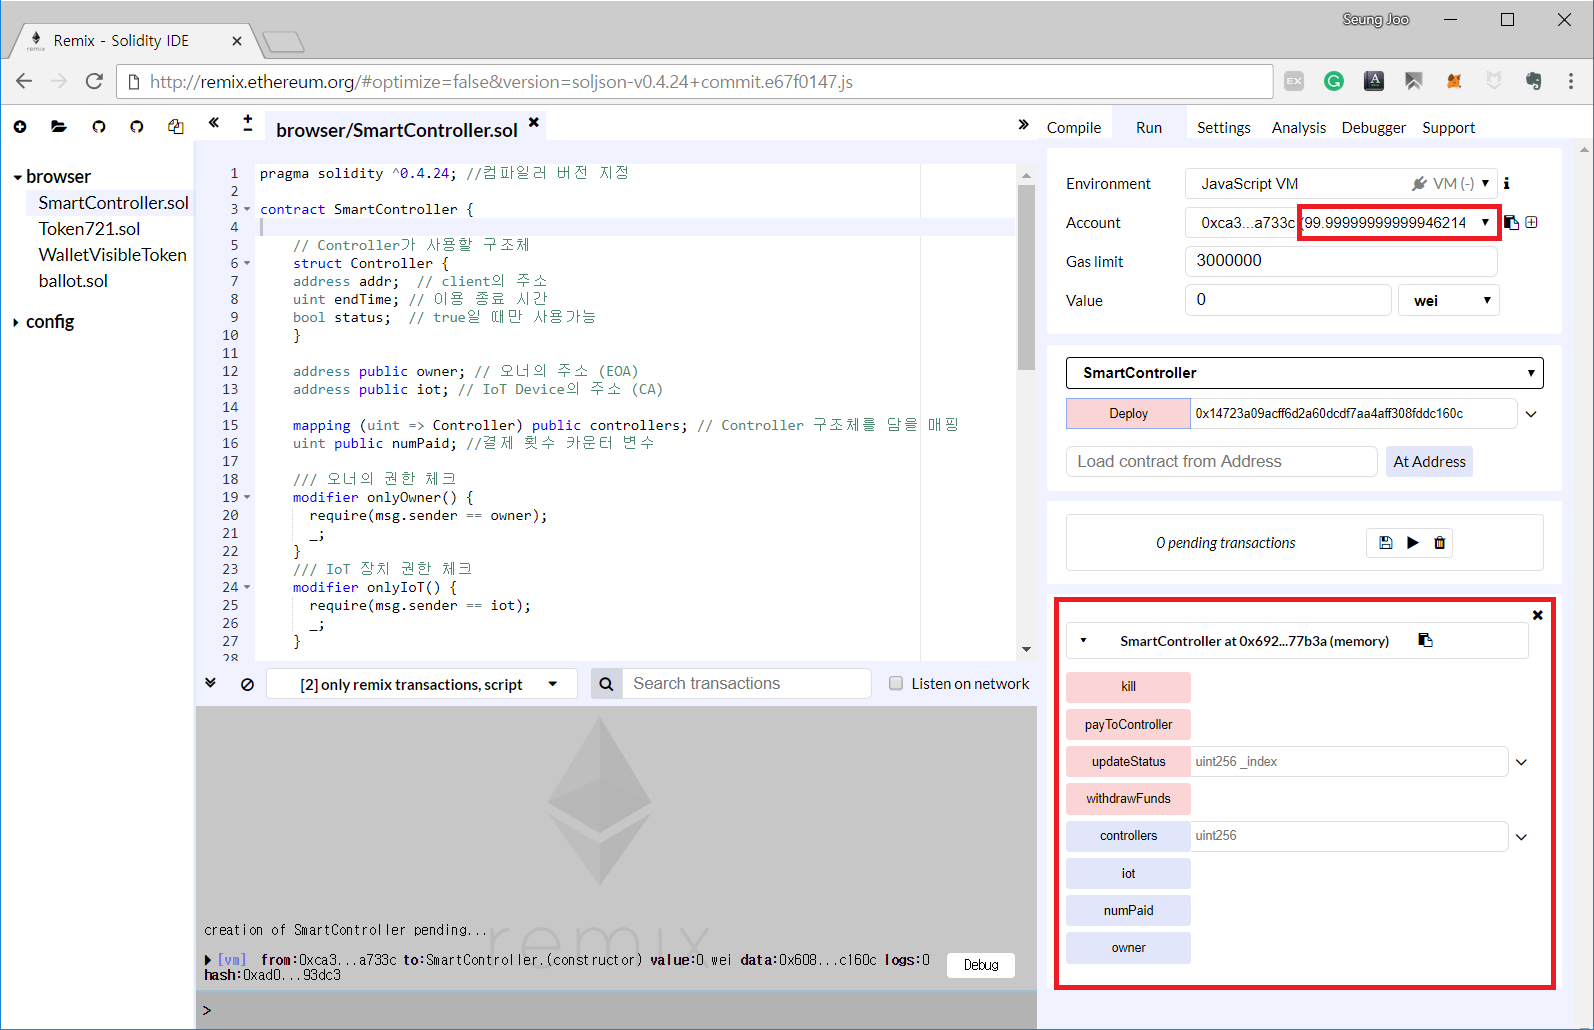 Seung Joo
Remix - Solidity IDE
http://remix.ethereum.org/#optimize=false&version=soljson-v0.4.24+commit.e67f0147.js
browser
SmartController.sol
Token721.sol
WalletVisibleToken
ballot.sol
config
browser/SmartController.sol
1 pragma solidity ^0.4.24; //컴파일러 버전 지정
2
3 contract SmartController {
4
5 // Controller가 사용할 구조체
6 struct Controller {
7 address addr;  // client의 주소
8 uint endTime; // 이용 종료 시간
9 bool status;  // true일 때만 사용가능
10 }
11
12 address public owner; // 오너의 주소 (EOA)
13 address public iot; // IoT Device의 주소 (CA)
14
15 mapping (uint => Controller) public controllers; // Controller 구조체를 담을 매핑
16 uint public numPaid; //결제 횟수 카운터 변수
17
18 /// 오너의 권한 체크
19 modifier onlyOwner() {
20 require(msg.sender == owner);
21 _;
22 }
23 /// IoT 장치 권한 체크
24 modifier onlyIoT() {
25 require(msg.sender == iot);
26 _;
27 }
28
[2] only remix transactions, script
Search transactions
Listen on network
remix
creation of SmartController pending...
[vm] from:0xca3...a733c to:SmartController.(constructor) value:0 wei data:0x608...c160c logs:0
hash:0xad0...93dc3
Debug
>
Compile Run Settings Analysis Debugger Support
Environment JavaScript VM VM (-)
Account 0xca3...a733c (99.99999999999946214
Gas limit 3000000
Value 0 wei
SmartController
Deploy 0x14723a09acff6d2a60dcdf7aa4aff308fddc160c
Load contract from Address At Address
0 pending transactions
SmartController at 0x692...77b3a (memory)
kill
payToController
updateStatus uint256 _index
withdrawFunds
controllers uint256
iot
numPaid
owner